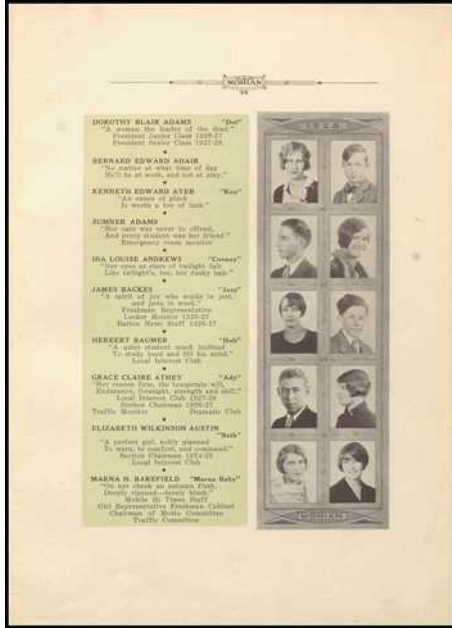 MOHIAN
DOROTHY BLAIR ADAMS "Dot"
"A woman the leader of the deed."
President Junior Class 1926-27
President Senior Class 1927-28
BERNARD EDWARD ADAIR
"No matter at what time of day
He'll be at work, and not at play."
KENNETH EDWARD AYER "Ken"
"An ounce of pluck
Is worth a ton of luck."
SUMNER ADAMS
"Her care was never to offend,
And every student was her friend."
Emergency room monitor
IDA LOUISE ANDREWS
"Her eyes as stars of twilight fair
Like twilight's, too, her dusky hair."
JAMES BACKES "Jazz"
"A spirit of joy who works in jest,
and jests in work."
Freshman Representative
Locker Monitor 1926-27
Barton News Staff 1926-27
HERBERT BAUMER "Hub"
"A quiet student much inclined
To study hard and fill his mind."
Local Interest Club
GRACE CLAIRE ATHEY "Ady"
"Her reason firm, the temperate will,
Endurance, foresight, strength and skill."
Local Interest Club 1927-28
Section Chairman 1926-27
Traffic Monitor Dramatic Club
ELIZABETH WILKINSON AUSTIN
"Beth"
"A perfect girl, nobly planned
To warn, to comfort, and command."
Section Chairman 1924-25
Local Interest Club
MARNA H. BAREFIELD "Marna Babe"
"On her cheek an autumn flush,
Deeply ripened—lovely blush."
Mobile Hi Times Staff
Girl Representative Freshman Cabinet
Chairman of Motto Committee
Traffic Committee
1928
MOHIAN